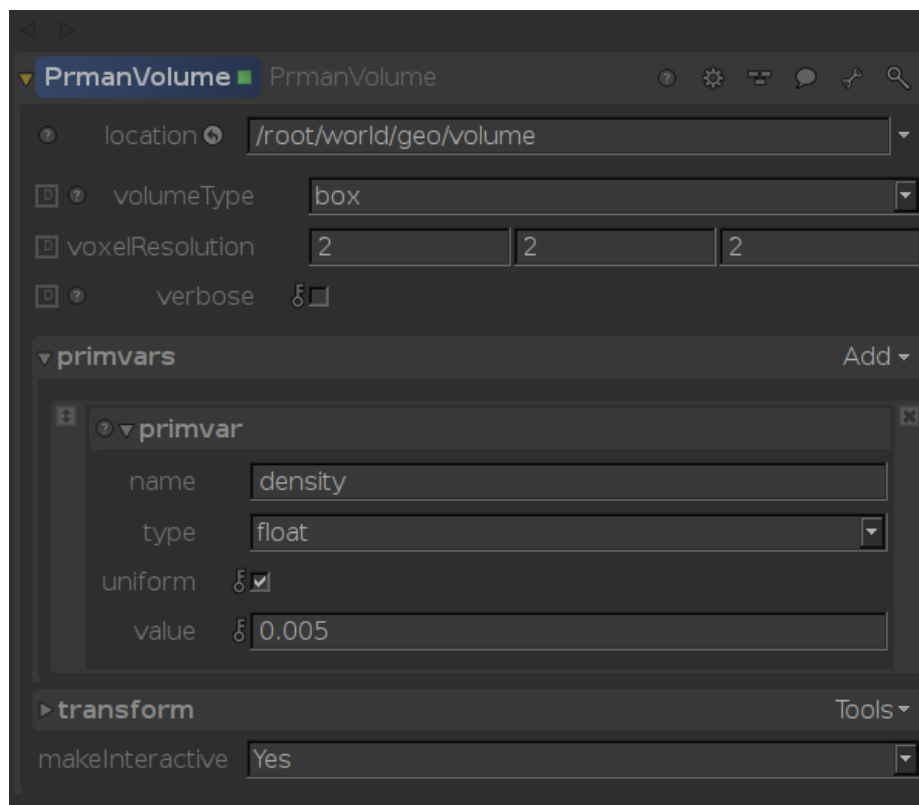 PrmanVolume PrmanVolume
location /root/world/geo/volume
D volumeType box
D voxelResolution 2 2 2
D verbose
primvars Add
primvar
name density
type float
uniform
value 0.005
transform Tools
makeInteractive Yes